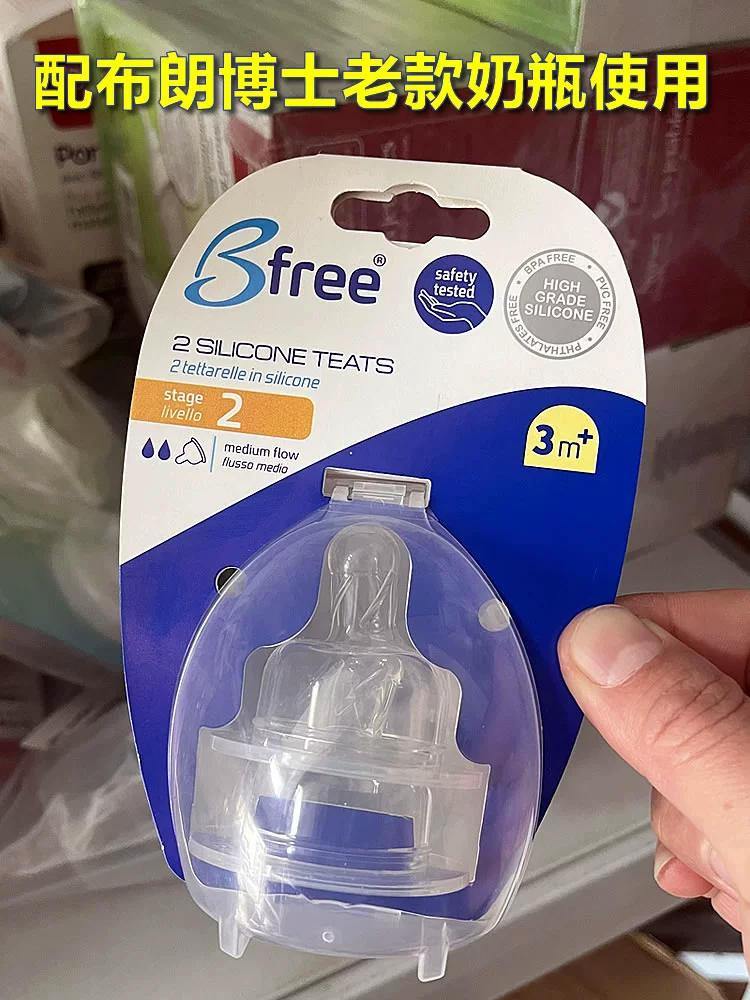 配布朗博士老款奶瓶使用
Por
Bfree®
safety
tested
BPA FREE • PVC FREE • PHTHALATES FREE •
HIGH
GRADE
SILICONE
2 SILICONE TEATS
2 tettarelle in silicone
stage
livello
2
3m+
medium flow
flusso medio